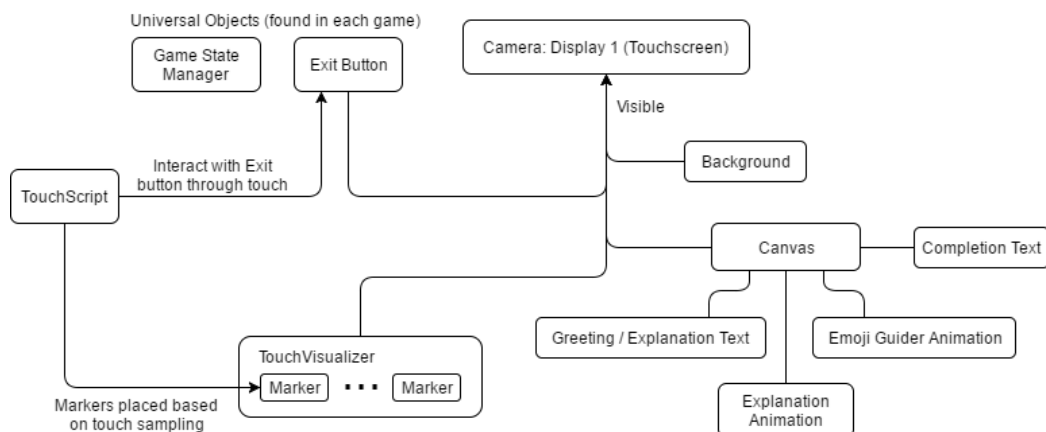 Universal Objects (found in each game)
Game State
Manager
Exit Button
Camera: Display 1 (Touchscreen)
Visible
Background
Interact with Exit
button through touch
TouchScript
Canvas
Completion Text
Greeting / Explanation Text
Emoji Guider Animation
TouchVisualizer
Marker
Marker
Explanation
Animation
Markers placed based
on touch sampling